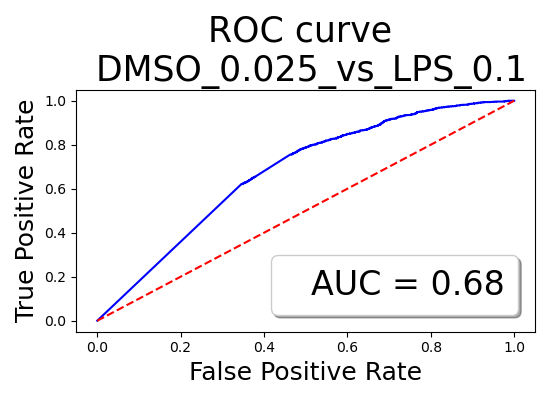 ROC curve
DMSO_0.025_vs_LPS_0.1
True Positive Rate
1.0
0.8
0.6
0.4
0.2
0.0
AUC = 0.68
0.0 0.2 0.4 0.6 0.8 1.0
False Positive Rate